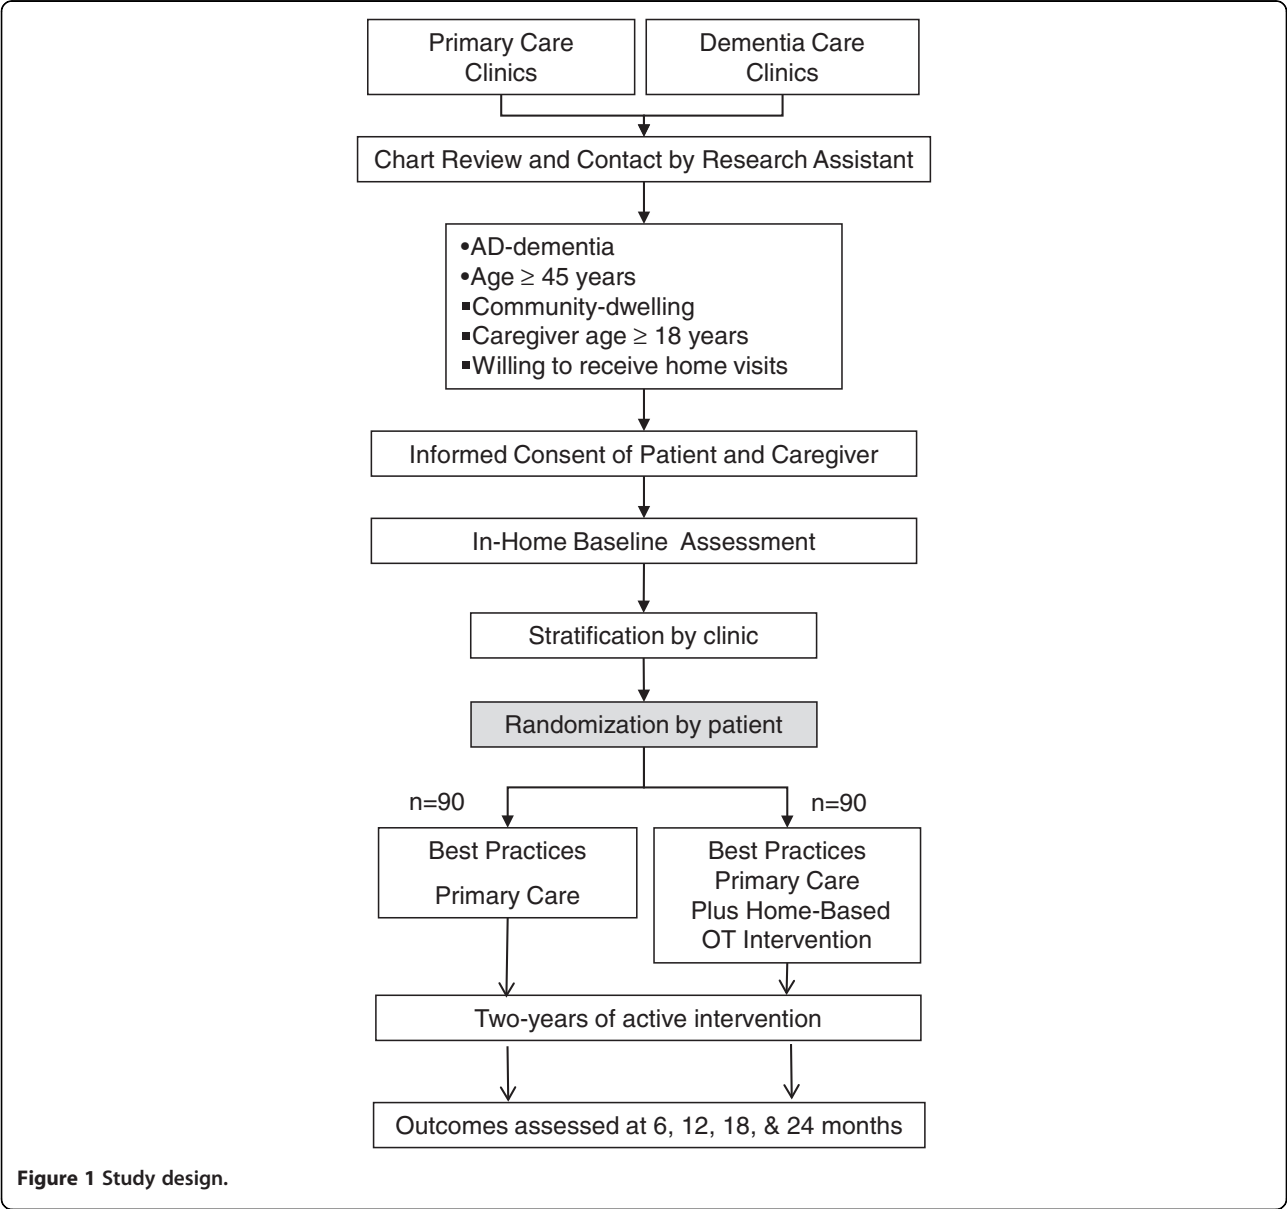 Primary Care
Clinics
Dementia Care
Clinics
Chart Review and Contact by Research Assistant
•AD-dementia
•Age ≥ 45 years
▪Community-dwelling
▪Caregiver age ≥ 18 years
▪Willing to receive home visits
Informed Consent of Patient and Caregiver
In-Home Baseline  Assessment
Stratification by clinic
Randomization by patient
n=90
n=90
Best Practices
Primary Care
Best Practices
Primary Care
Plus Home-Based
OT Intervention
Two-years of active intervention
Outcomes assessed at 6, 12, 18, & 24 months
Figure 1 Study design.